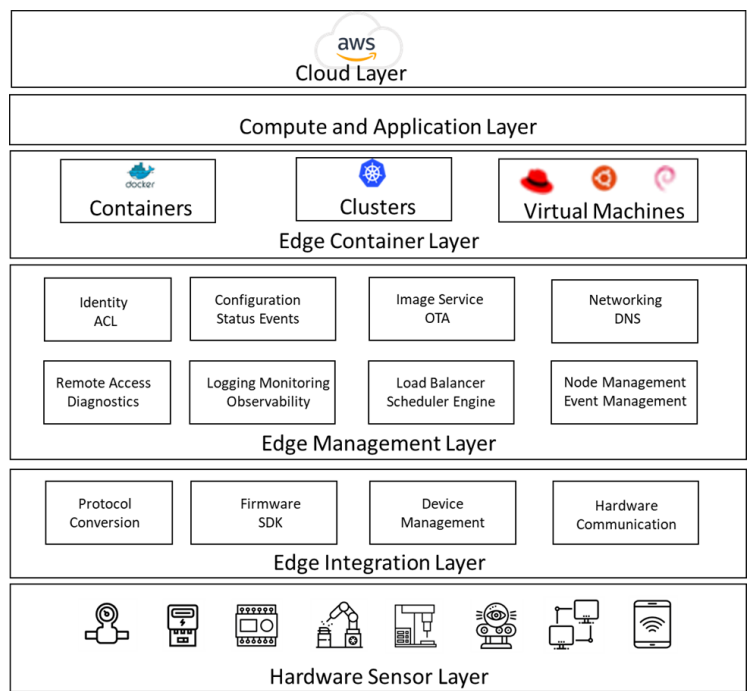 aws
Cloud Layer
Compute and Application Layer
docker
Containers
Clusters
Virtual Machines
Edge Container Layer
Identity
ACL
Configuration
Status Events
Image Service
OTA
Networking
DNS
Remote Access
Diagnostics
Logging Monitoring
Observability
Load Balancer
Scheduler Engine
Node Management
Event Management
Edge Management Layer
Protocol
Conversion
Firmware
SDK
Device
Management
Hardware
Communication
Edge Integration Layer
Hardware Sensor Layer